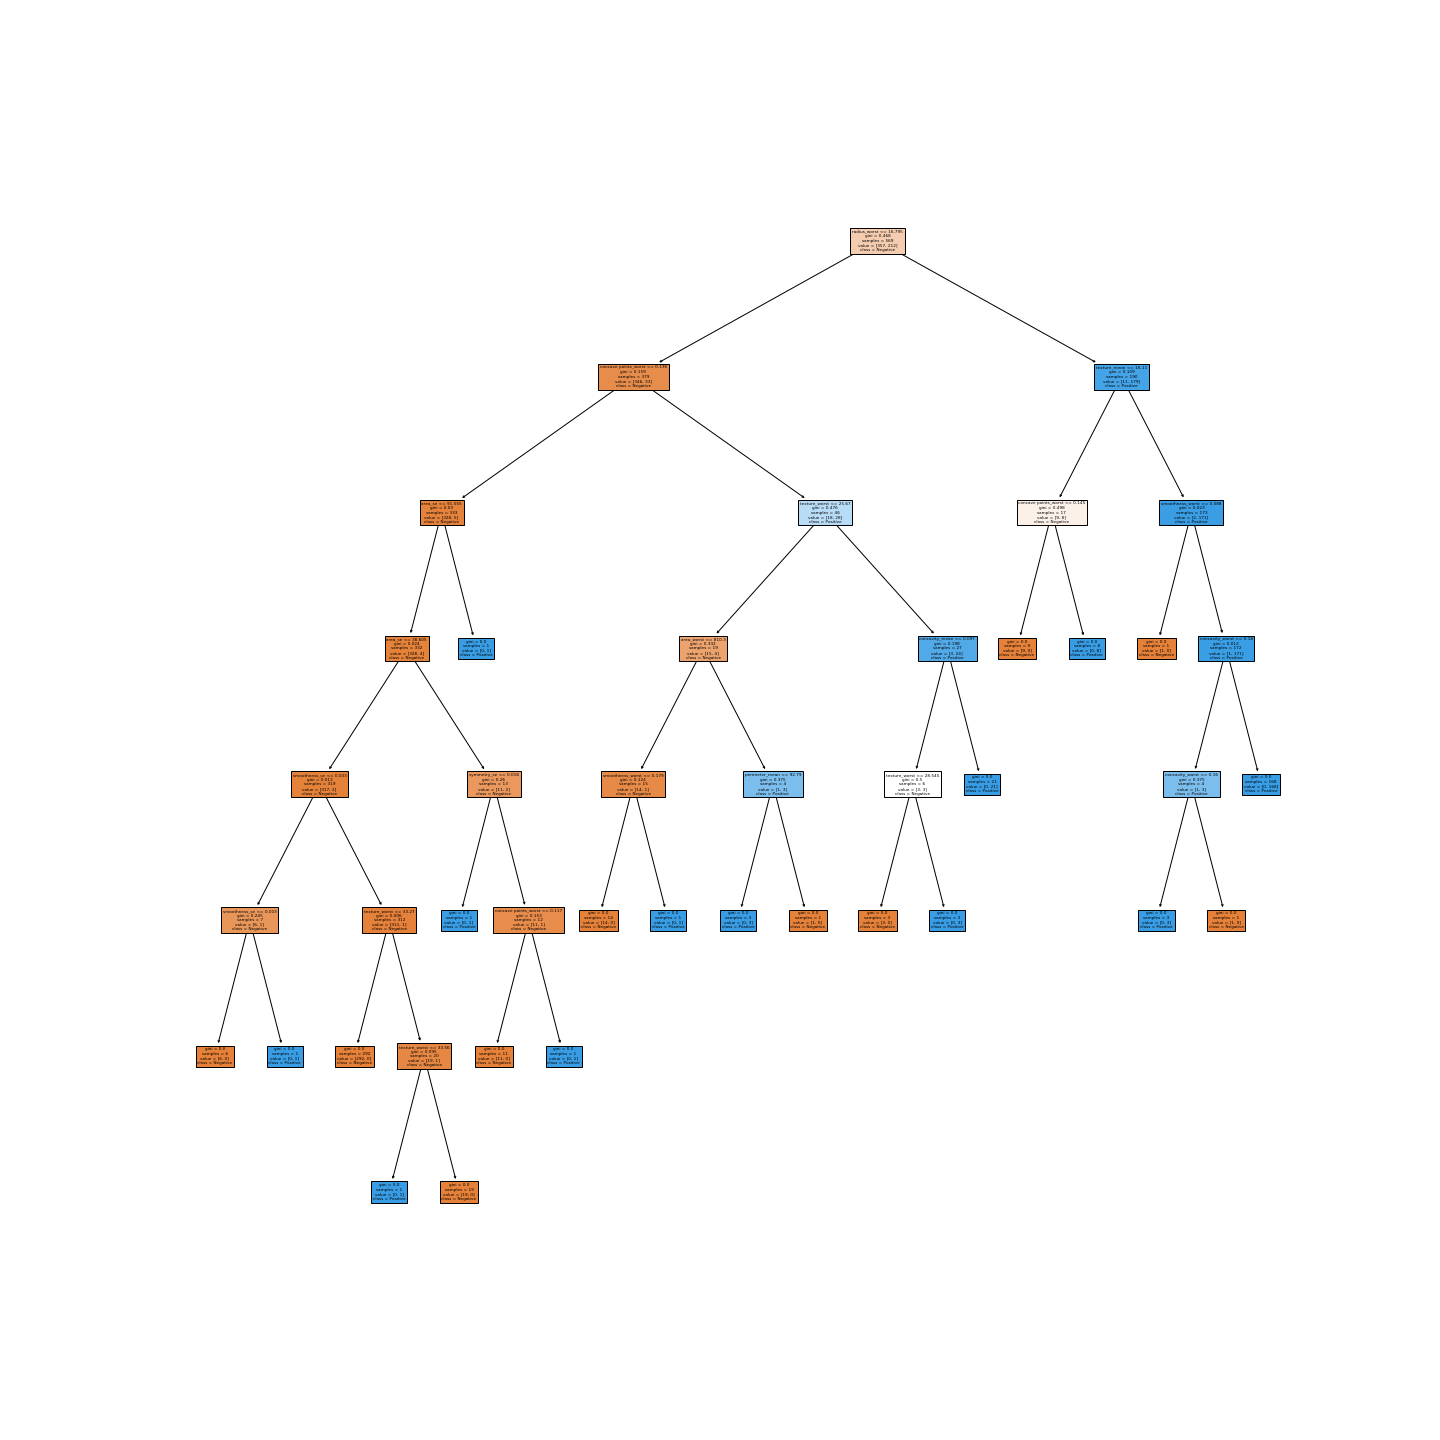 radius_worst <= 16.795
gini = 0.468
samples = 569
value = [357, 212]
class = Negative
concave points_worst <= 0.136
gini = 0.159
samples = 379
value = [346, 33]
class = Negative
texture_mean <= 16.11
gini = 0.109
samples = 190
value = [11, 179]
class = Positive
area_se <= 91.555
gini = 0.03
samples = 333
value = [328, 5]
class = Negative
texture_worst <= 25.67
gini = 0.476
samples = 46
value = [18, 28]
class = Positive
concave points_worst <= 0.145
gini = 0.498
samples = 17
value = [9, 8]
class = Negative
smoothness_worst <= 0.088
gini = 0.023
samples = 173
value = [2, 171]
class = Positive
area_se <= 38.605
gini = 0.024
samples = 332
value = [328, 4]
class = Negative
gini = 0.0
samples = 1
value = [0, 1]
class = Positive
area_worst <= 810.3
gini = 0.332
samples = 19
value = [15, 4]
class = Negative
concavity_mean <= 0.097
gini = 0.198
samples = 27
value = [3, 24]
class = Positive
gini = 0.0
samples = 9
value = [9, 0]
class = Negative
gini = 0.0
samples = 8
value = [0, 8]
class = Positive
gini = 0.0
samples = 1
value = [1, 0]
class = Negative
concavity_worst <= 0.18
gini = 0.012
samples = 172
value = [1, 171]
class = Positive
smoothness_se <= 0.003
gini = 0.012
samples = 319
value = [317, 2]
class = Negative
symmetry_se <= 0.016
gini = 0.26
samples = 13
value = [11, 2]
class = Negative
smoothness_worst <= 0.179
gini = 0.124
samples = 15
value = [14, 1]
class = Negative
perimeter_mean <= 92.79
gini = 0.375
samples = 4
value = [1, 3]
class = Positive
texture_worst <= 28.545
gini = 0.5
samples = 6
value = [3, 3]
class = Negative
gini = 0.0
samples = 21
value = [0, 21]
class = Positive
concavity_worst <= 0.16
gini = 0.375
samples = 4
value = [1, 3]
class = Positive
gini = 0.0
samples = 168
value = [0, 168]
class = Positive
smoothness_se <= 0.003
gini = 0.245
samples = 7
value = [6, 1]
class = Negative
texture_worst <= 33.27
gini = 0.006
samples = 312
value = [311, 1]
class = Negative
gini = 0.0
samples = 1
value = [0, 1]
class = Positive
concave points_worst <= 0.117
gini = 0.153
samples = 12
value = [11, 1]
class = Negative
gini = 0.0
samples = 14
value = [14, 0]
class = Negative
gini = 0.0
samples = 1
value = [0, 1]
class = Positive
gini = 0.0
samples = 3
value = [0, 3]
class = Positive
gini = 0.0
samples = 1
value = [1, 0]
class = Negative
gini = 0.0
samples = 3
value = [3, 0]
class = Negative
gini = 0.0
samples = 3
value = [0, 3]
class = Positive
gini = 0.0
samples = 3
value = [0, 3]
class = Positive
gini = 0.0
samples = 1
value = [1, 0]
class = Negative
gini = 0.0
samples = 6
value = [6, 0]
class = Negative
gini = 0.0
samples = 1
value = [0, 1]
class = Positive
gini = 0.0
samples = 292
value = [292, 0]
class = Negative
texture_worst <= 33.56
gini = 0.095
samples = 20
value = [19, 1]
class = Negative
gini = 0.0
samples = 11
value = [11, 0]
class = Negative
gini = 0.0
samples = 1
value = [0, 1]
class = Positive
gini = 0.0
samples = 1
value = [0, 1]
class = Positive
gini = 0.0
samples = 19
value = [19, 0]
class = Negative